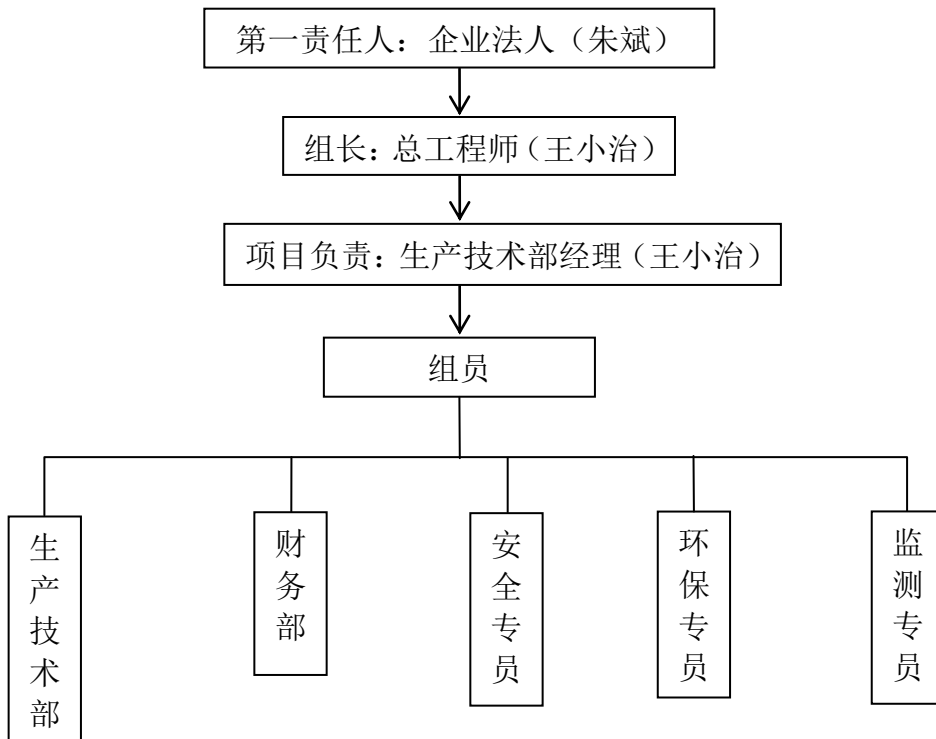 第一责任人：企业法人（朱斌）
组长：总工程师（王小治）
项目负责：生产技术部经理（王小治）
组员
生产技术部
财务部
安全专员
环保专员
监测专员